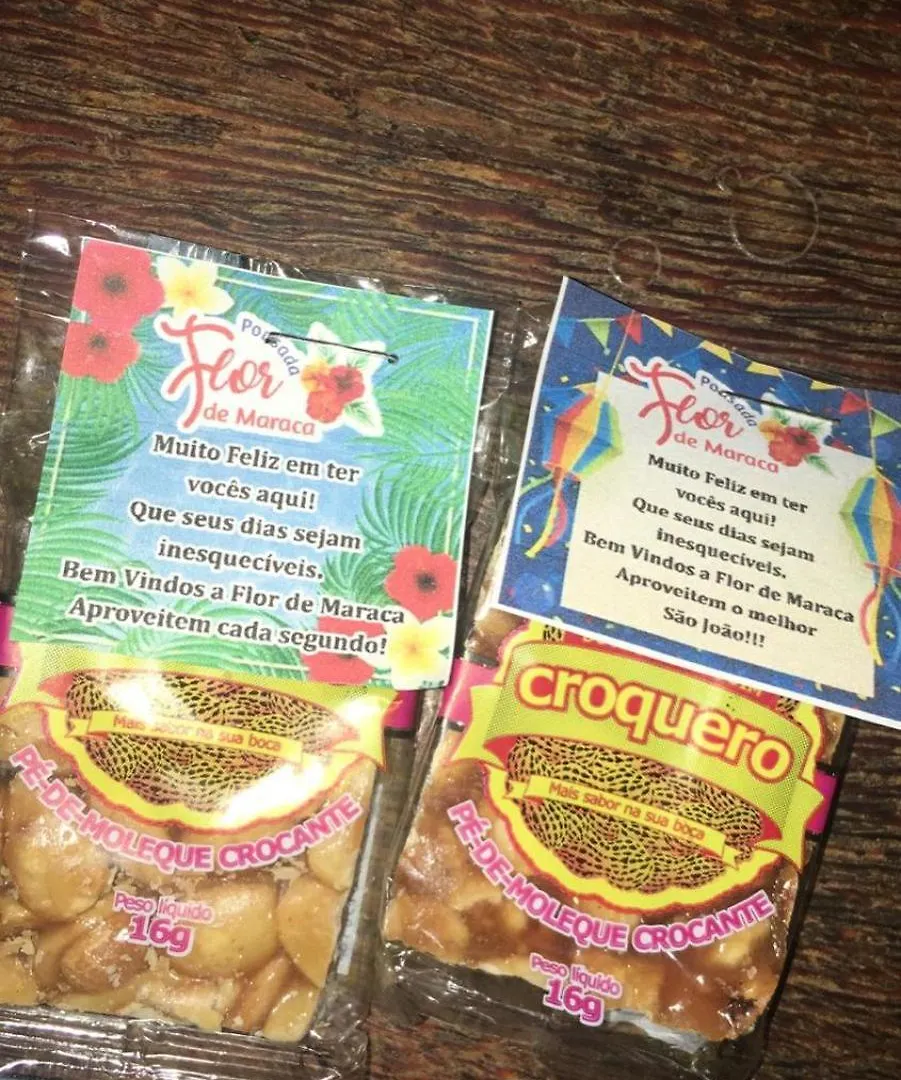 Pousada
Flor
de Maraca
Muito Feliz em ter
vocês aqui!
Que seus dias sejam
inesquecíveis.
Bem Vindos a Flor de Maraca
Aproveitem cada segundo!
Mais sabor na sua boca
PÉ-DE-MOLEQUE CROCANTE
Peso líquido
16g
Pousada
Flor
de Maraca
Muito Feliz em ter
vocês aqui!
Que seus dias sejam
inesquecíveis.
Bem Vindos a Flor de Maraca
Aproveitem o melhor
São João!!!
croquero
Mais sabor na sua boca
PÉ-DE-MOLEQUE CROCANTE
Peso líquido
16g